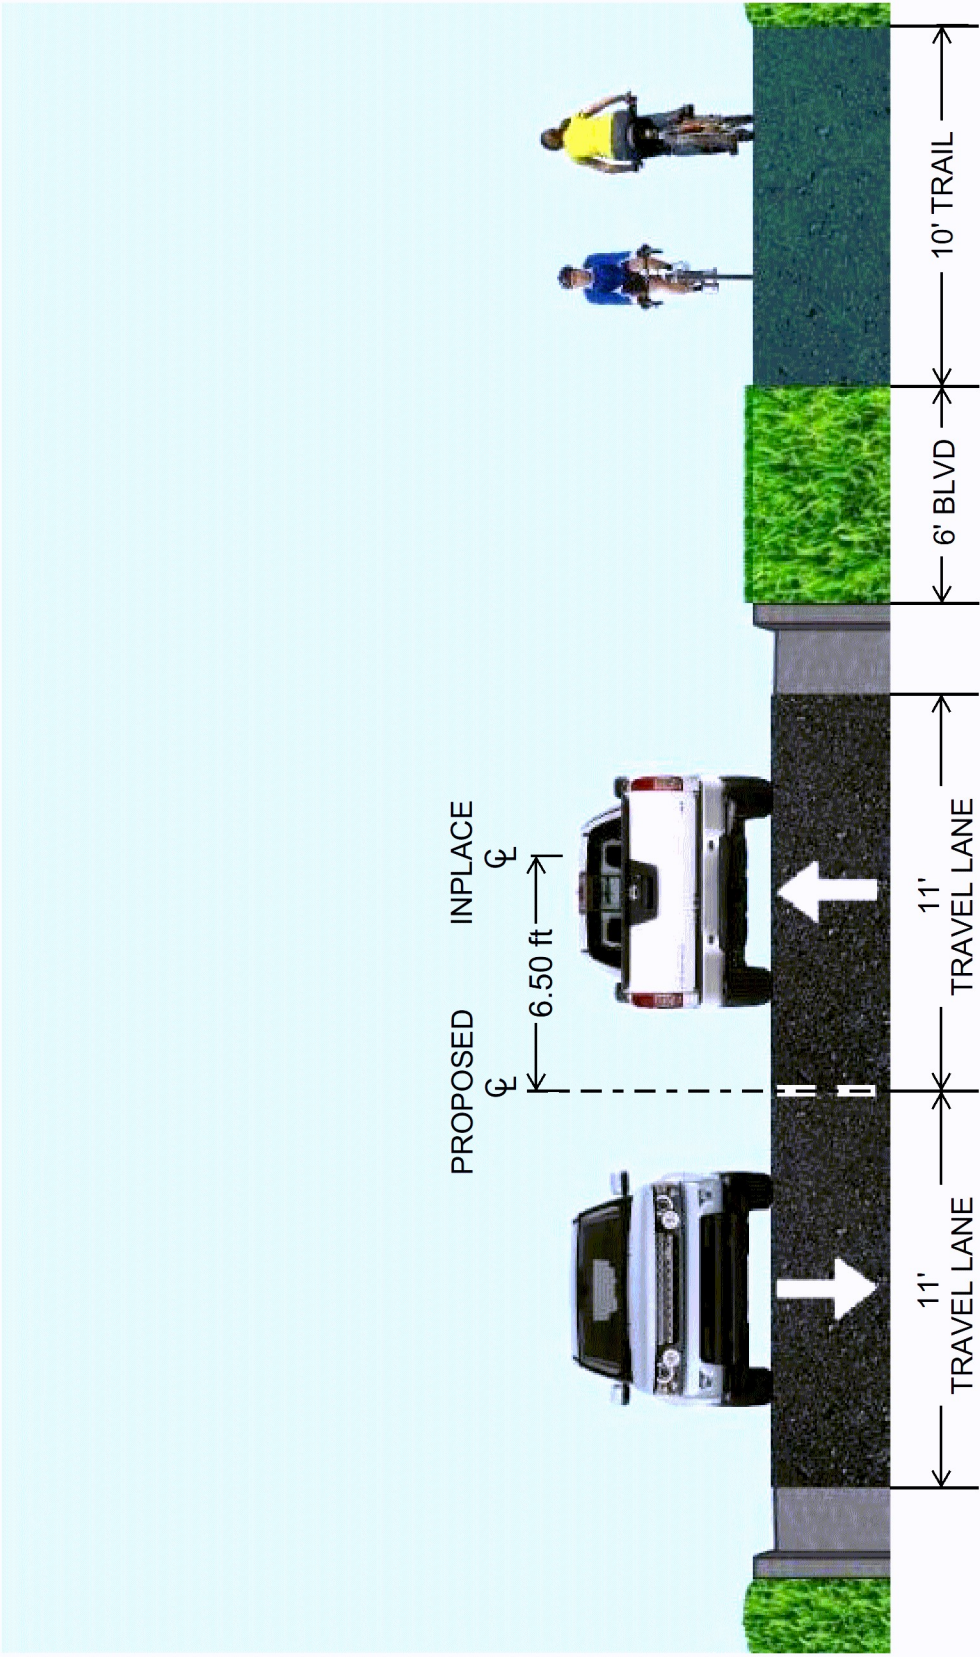 PROPOSED
℄
INPLACE
℄
6.50 ft
11'
TRAVEL LANE
11'
TRAVEL LANE
6' BLVD
10' TRAIL